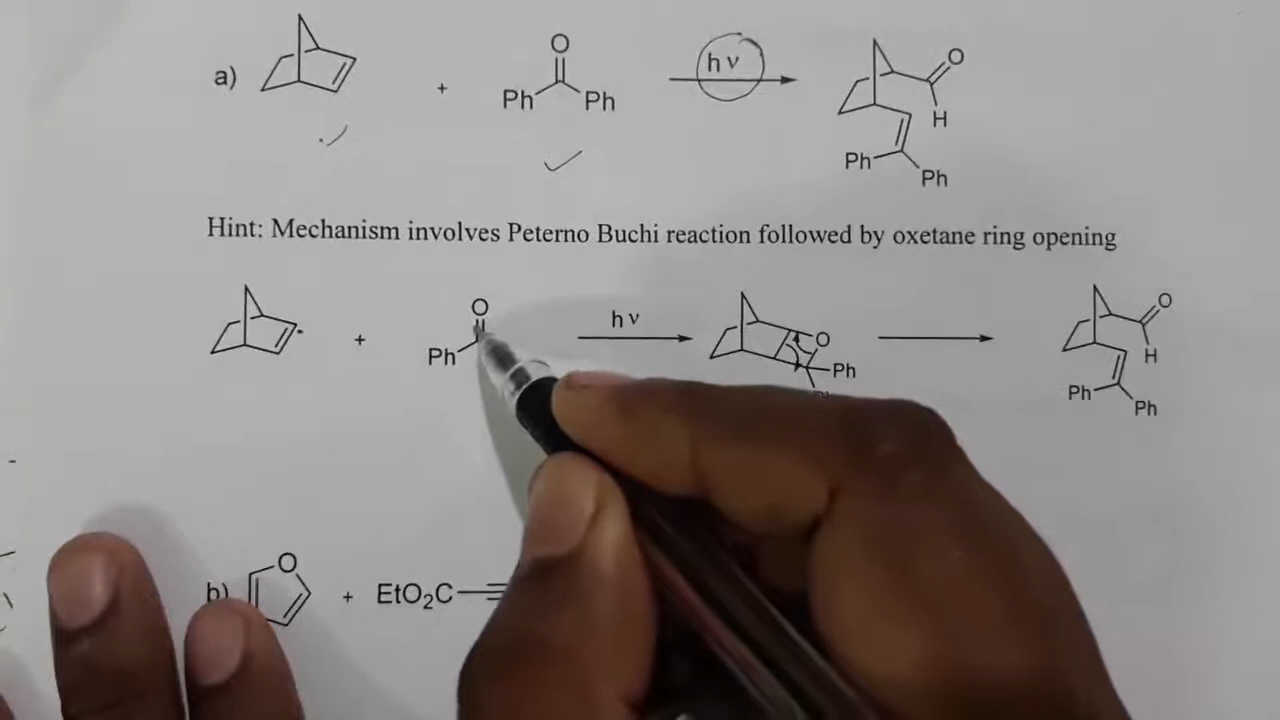 a) + O Ph Ph hν O H Ph Ph
Hint: Mechanism involves Peterno Buchi reaction followed by oxetane ring opening
+ O Ph hν O Ph O H Ph Ph
b) O + EtO₂C